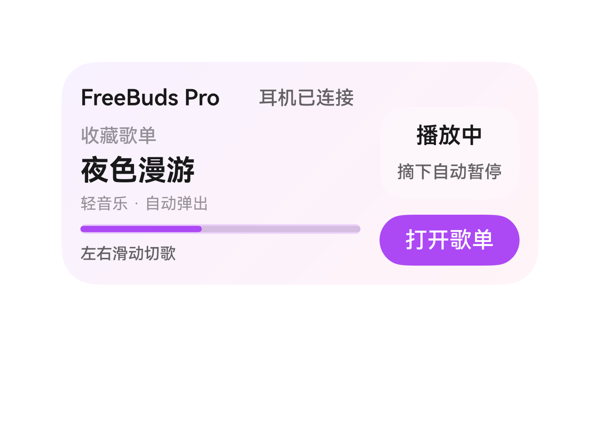 FreeBuds Pro
耳机已连接
收藏歌单
夜色漫游
轻音乐 · 自动弹出
左右滑动切歌
播放中
摘下自动暂停
打开歌单